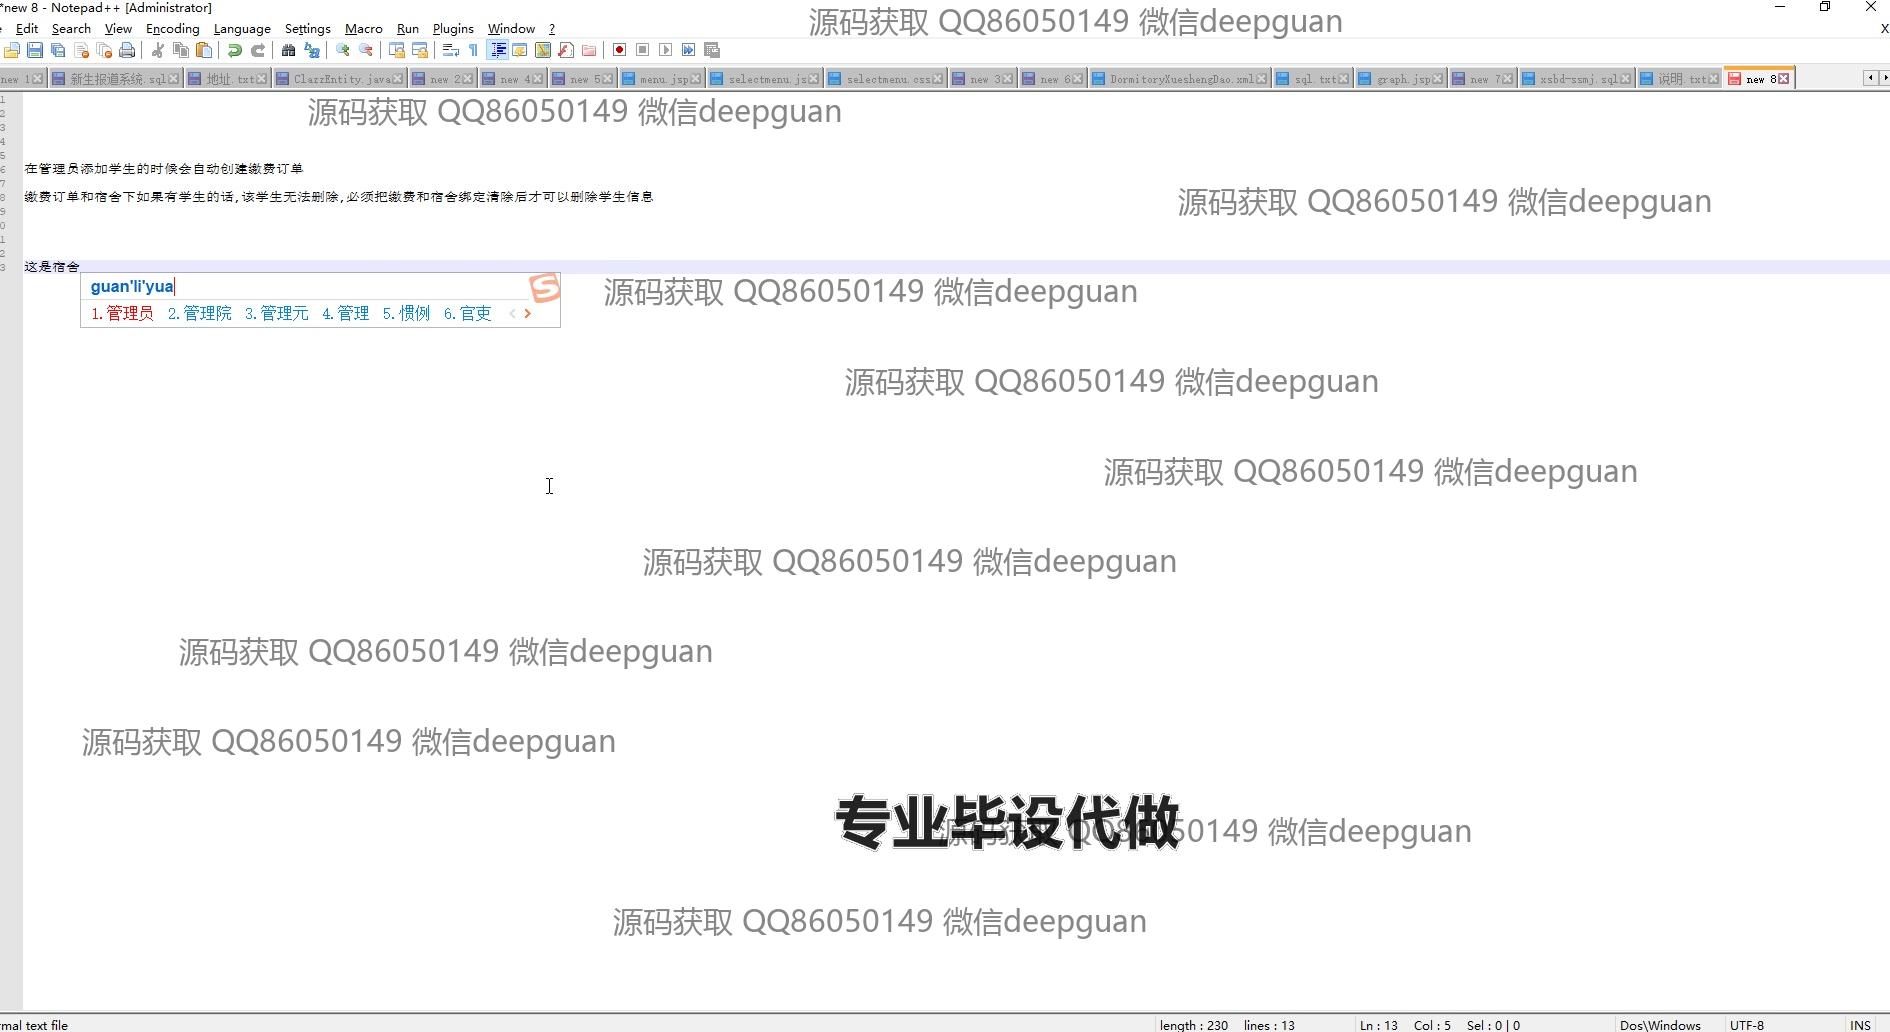 *new 8 - Notepad++ [Administrator]
源码获取 QQ86050149 微信deepguan
Edit Search View Encoding Language Settings Macro Run Plugins Window ? X
new 1 新生报道系统.sql 地址.txt ClazzEntity.java new 2 new 4 new 5 menu.jsp selectmenu.js selectmenu.css new 3 new 6 DormitoryXueshengDao.xml sql.txt graph.jsp new 7 xsbd-ssmj.sql 说明.txt new 8
源码获取 QQ86050149 微信deepguan
1
2
3
4
5
6 在管理员添加学生的时候会自动创建缴费订单
7
8 缴费订单和宿舍下如果有学生的话,该学生无法删除,必须把缴费和宿舍绑定清除后才可以删除学生信息
源码获取 QQ86050149 微信deepguan
9
0
1
2
3 这是宿舍
guan'li'yua
源码获取 QQ86050149 微信deepguan
1.管理员 2.管理院 3.管理元 4.管理 5.惯例 6.官吏
源码获取 QQ86050149 微信deepguan
源码获取 QQ86050149 微信deepguan
源码获取 QQ86050149 微信deepguan
源码获取 QQ86050149 微信deepguan
源码获取 QQ86050149 微信deepguan
专业毕设代做
源码获取 QQ86050149 微信deepguan
源码获取 QQ86050149 微信deepguan
rmal text file length : 230 lines : 13 Ln : 13 Col : 5 Sel : 0 | 0 Dos\Windows UTF-8 INS